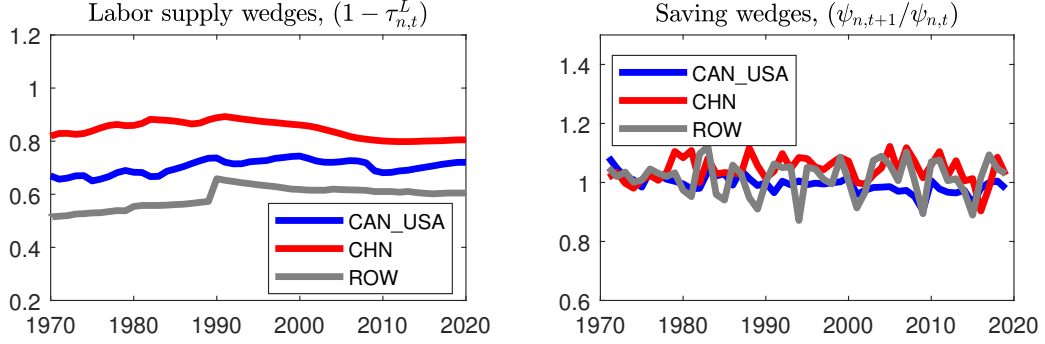 Labor supply wedges, (1 − τ^L_{n,t})
1.2
1
0.8
0.6
0.4
0.2
CAN_USA
CHN
ROW
1970 1980 1990 2000 2010 2020
Saving wedges, (ψ_{n,t+1}/ψ_{n,t})
1.4
1.2
1
0.8
0.6
CAN_USA
CHN
ROW
1970 1980 1990 2000 2010 2020